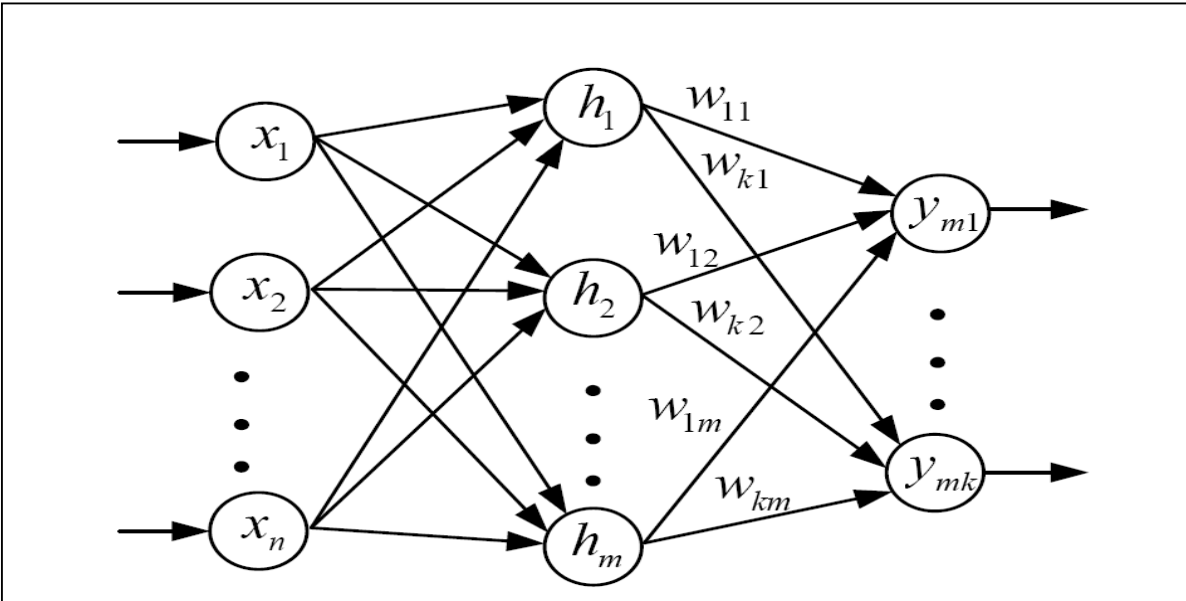 x₁
x₂
xₙ
h₁
h₂
hₘ
w₁₁
wₖ₁
w₁₂
wₖ₂
w₁ₘ
wₖₘ
yₘ₁
yₘₖ